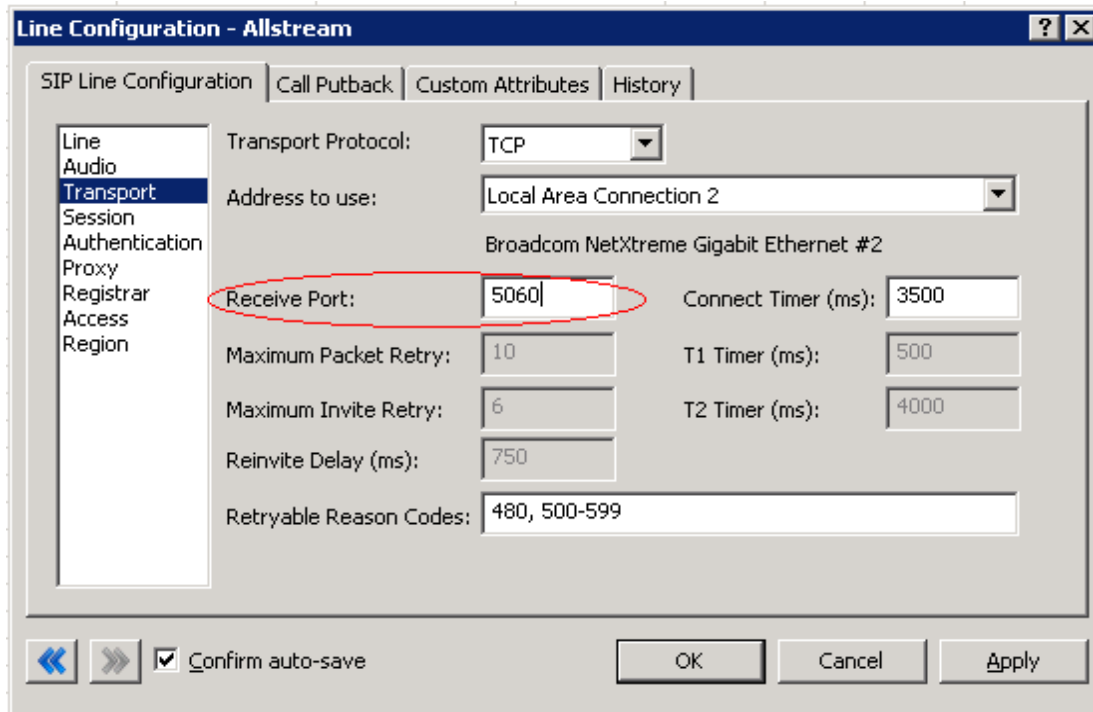 Line Configuration - Allstream
SIP Line Configuration Call Putback Custom Attributes History
Line
Audio
Transport
Session
Authentication
Proxy
Registrar
Access
Region
Transport Protocol: TCP
Address to use: Local Area Connection 2
Broadcom NetXtreme Gigabit Ethernet #2
Receive Port: 5060 Connect Timer (ms): 3500
Maximum Packet Retry: 10 T1 Timer (ms): 500
Maximum Invite Retry: 6 T2 Timer (ms): 4000
Reinvite Delay (ms): 750
Retryable Reason Codes: 480, 500-599
Confirm auto-save OK Cancel Apply